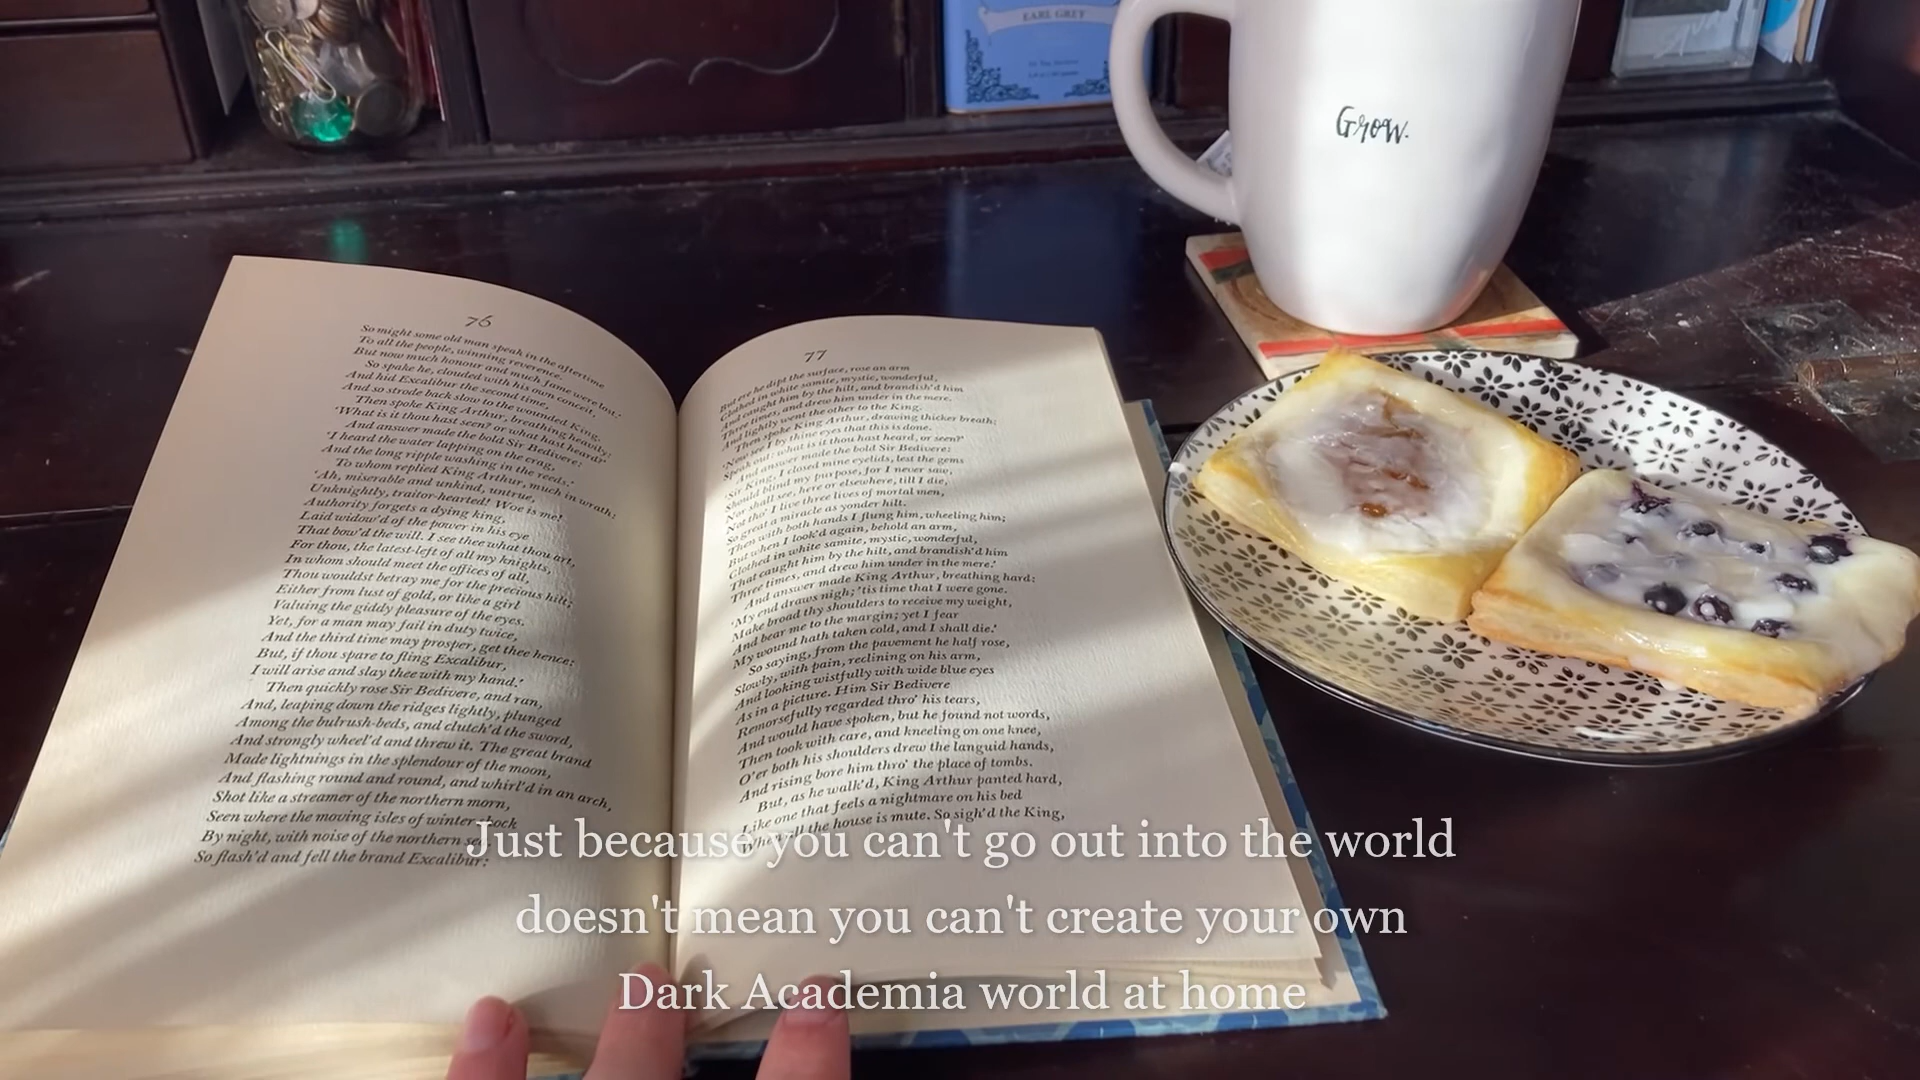 EARL GREY
Grow.
76
So might some old man speak in the aftertime
To all the people, winning reverence.
But now much honour and much fame were lost.'
So spake he, clouded with his own conceit,
And hid Excalibur the second time,
And so strode back slow to the wounded King.
Then spoke King Arthur, breathing heavily:
'What is it thou hast seen? or what hast heard?'
And answer made the bold Sir Bedivere:
'I heard the water lapping on the crag,
And the long ripple washing in the reeds.'
To whom replied King Arthur, much in wrath:
'Ah, miserable and unkind, untrue,
Unknightly, traitor-hearted! Woe is me!
Authority forgets a dying king,
Laid widow'd of the power in his eye
That bow'd the will. I see thee what thou art,
For thou, the latest-left of all my knights,
In whom should meet the offices of all,
Thou wouldst betray me for the precious hilt;
Either from lust of gold, or like a girl
Valuing the giddy pleasure of the eyes.
Yet, for a man may fail in duty twice,
And the third time may prosper, get thee hence:
But, if thou spare to fling Excalibur,
I will arise and slay thee with my hand.'
Then quickly rose Sir Bedivere, and ran,
And, leaping down the ridges lightly, plunged
Among the bulrush-beds, and clutch'd the sword,
And strongly wheel'd and threw it. The great brand
Made lightnings in the splendour of the moon,
And flashing round and round, and whirl'd in an arch,
Shot like a streamer of the northern morn,
Seen where the moving isles of winter shock
By night, with noise of the northern sea.
So flash'd and fell the brand Excalibur:
77
But ere he dipt the surface, rose an arm
Clothed in white samite, mystic, wonderful,
And caught him by the hilt, and brandish'd him
Three times, and drew him under in the mere.
And lightly went the other to the King.
Then spoke King Arthur, drawing thicker breath:
'Now see I by thine eyes that this is done.
Speak out: what is it thou hast heard, or seen?'
And answer made the bold Sir Bedivere:
'Sir King, I closed mine eyelids, lest the gems
Should blind my purpose, for I never saw,
Nor shall see, here or elsewhere, till I die,
Not tho' I live three lives of mortal men,
So great a miracle as yonder hilt.
Then with both hands I flung him, wheeling him;
But when I look'd again, behold an arm,
Clothed in white samite, mystic, wonderful,
That caught him by the hilt, and brandish'd him
Three times, and drew him under in the mere.'
And answer made King Arthur, breathing hard:
'My end draws nigh; 'tis time that I were gone.
Make broad thy shoulders to receive my weight,
And bear me to the margin; yet I fear
My wound hath taken cold, and I shall die.'
So saying, from the pavement he half rose,
Slowly, with pain, reclining on his arm,
And looking wistfully with wide blue eyes
As in a picture. Him Sir Bedivere
Remorsefully regarded thro' his tears,
And would have spoken, but he found not words,
Then took with care, and kneeling on one knee,
O'er both his shoulders drew the languid hands,
And rising bore him thro' the place of tombs.
But, as he walk'd, King Arthur panted hard,
Like one that feels a nightmare on his bed
When all the house is mute. So sigh'd the King,
Just because you can't go out into the world
doesn't mean you can't create your own
Dark Academia world at home